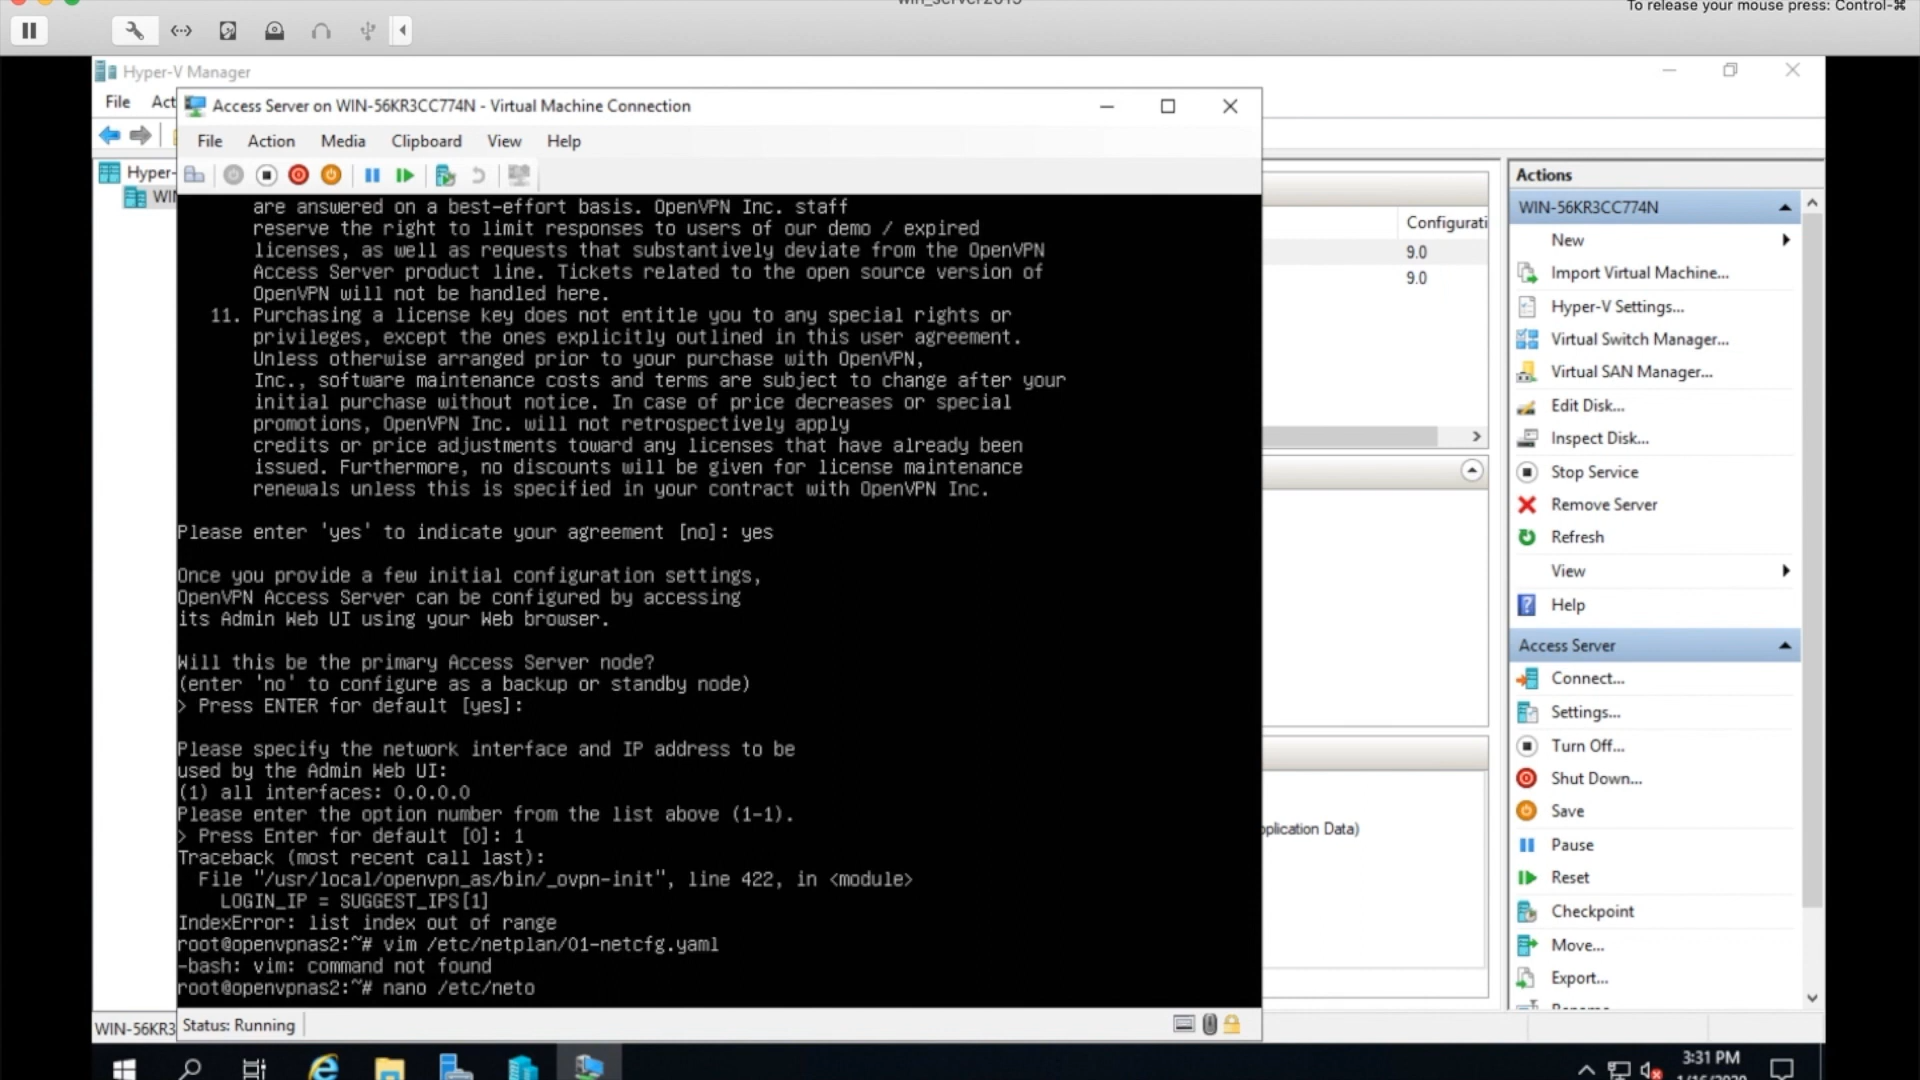 win_server2019
To release your mouse press: Control-⌘
Hyper-V Manager
File Act
Access Server on WIN-56KR3CC774N - Virtual Machine Connection
File Action Media Clipboard View Help
Hyper-
WIN
are answered on a best-effort basis. OpenVPN Inc. staff
reserve the right to limit responses to users of our demo / expired
licenses, as well as requests that substantively deviate from the OpenVPN
Access Server product line. Tickets related to the open source version of
OpenVPN will not be handled here.
11. Purchasing a license key does not entitle you to any special rights or
privileges, except the ones explicitly outlined in this user agreement.
Unless otherwise arranged prior to your purchase with OpenVPN,
Inc., software maintenance costs and terms are subject to change after your
initial purchase without notice. In case of price decreases or special
promotions, OpenVPN Inc. will not retrospectively apply
credits or price adjustments toward any licenses that have already been
issued. Furthermore, no discounts will be given for license maintenance
renewals unless this is specified in your contract with OpenVPN Inc.
Please enter 'yes' to indicate your agreement [no]: yes
Once you provide a few initial configuration settings,
OpenVPN Access Server can be configured by accessing
its Admin Web UI using your Web browser.
Will this be the primary Access Server node?
(enter 'no' to configure as a backup or standby node)
> Press ENTER for default [yes]:
Please specify the network interface and IP address to be
used by the Admin Web UI:
(1) all interfaces: 0.0.0.0
Please enter the option number from the list above (1-1).
> Press Enter for default [0]: 1
Traceback (most recent call last):
File "/usr/local/openvpn_as/bin/_ovpn-init", line 422, in <module>
LOGIN_IP = SUGGEST_IPS[1]
IndexError: list index out of range
root@openvpnas2:~# vim /etc/netplan/01-netcfg.yaml
-bash: vim: command not found
root@openvpnas2:~# nano /etc/neto
Status: Running
WIN-56KR3
Configurati
9.0
9.0
pplication Data)
Actions
WIN-56KR3CC774N
New
Import Virtual Machine...
Hyper-V Settings...
Virtual Switch Manager...
Virtual SAN Manager...
Edit Disk...
Inspect Disk...
Stop Service
Remove Server
Refresh
View
Help
Access Server
Connect...
Settings...
Turn Off...
Shut Down...
Save
Pause
Reset
Checkpoint
Move...
Export...
3:31 PM